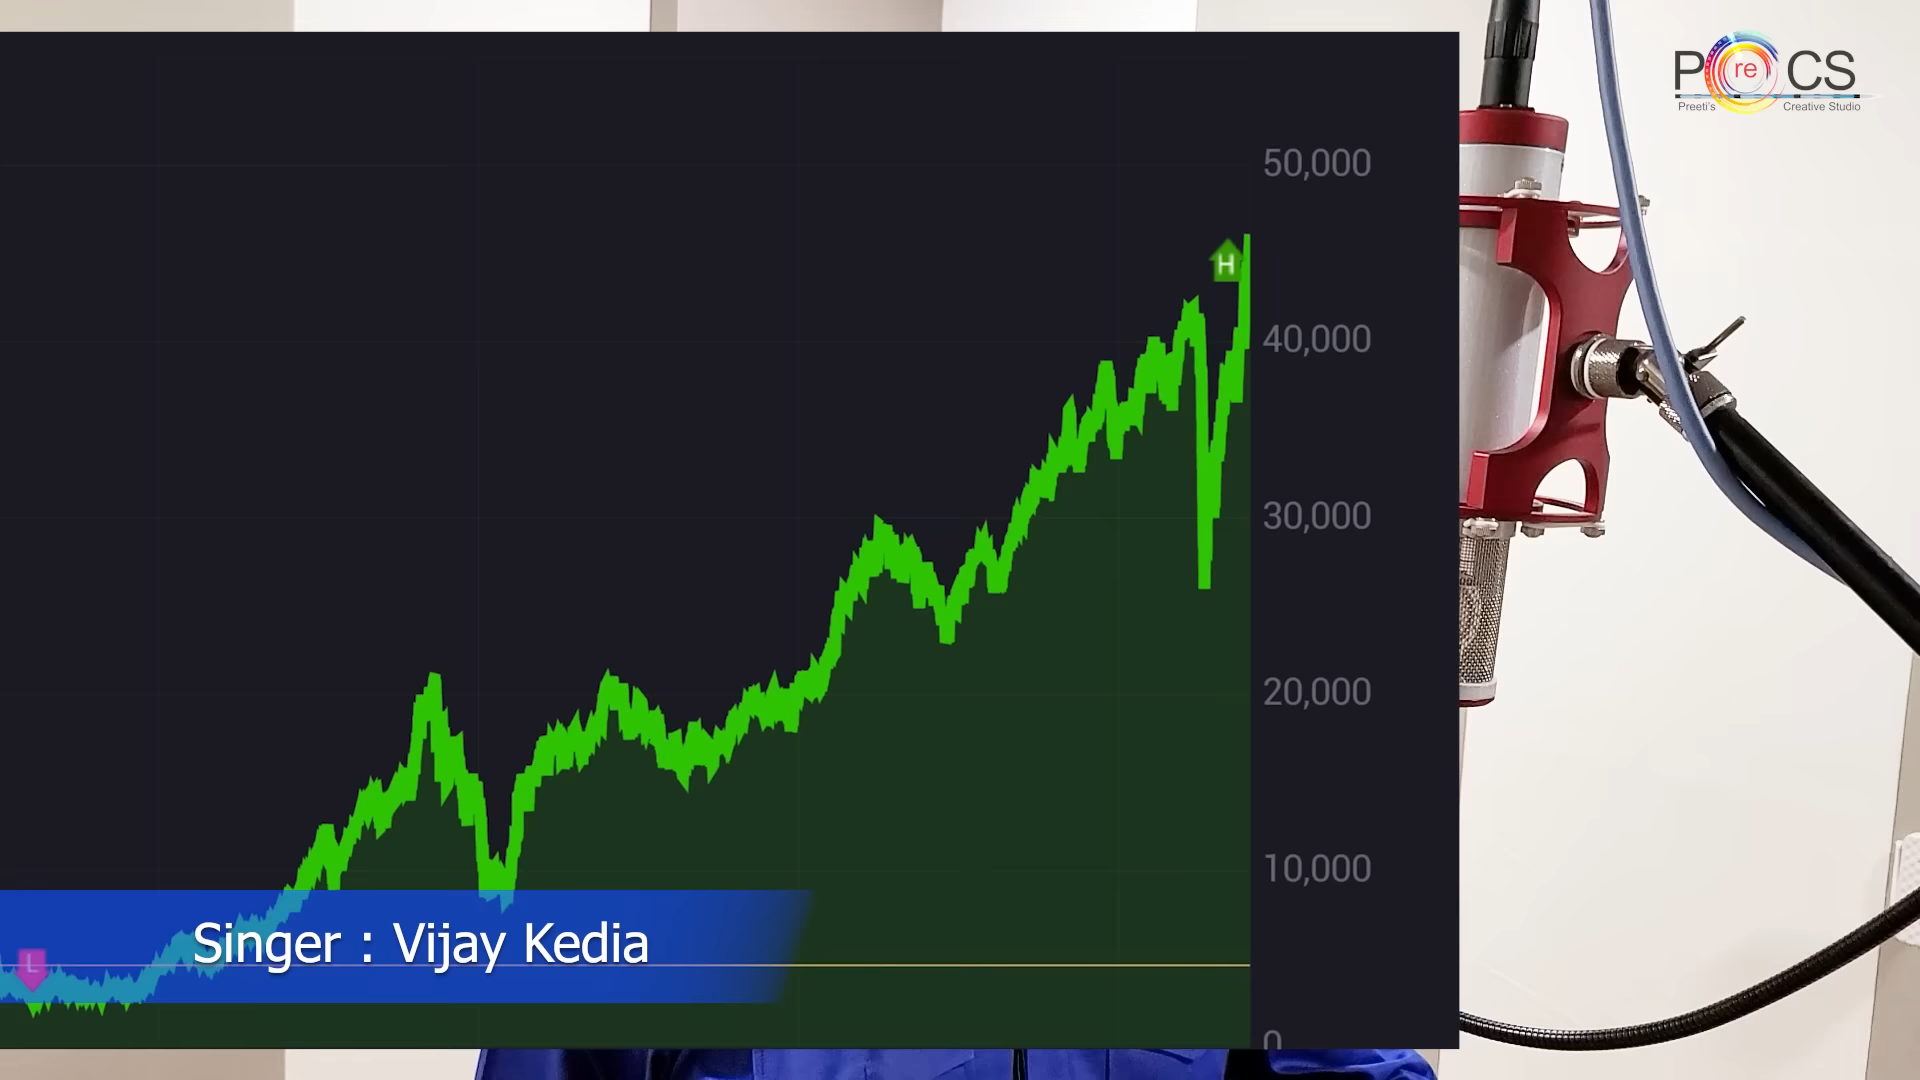 P re CS
Preeti's Creative Studio
50,000
H
40,000
30,000
20,000
10,000
Singer : Vijay Kedia
L
0